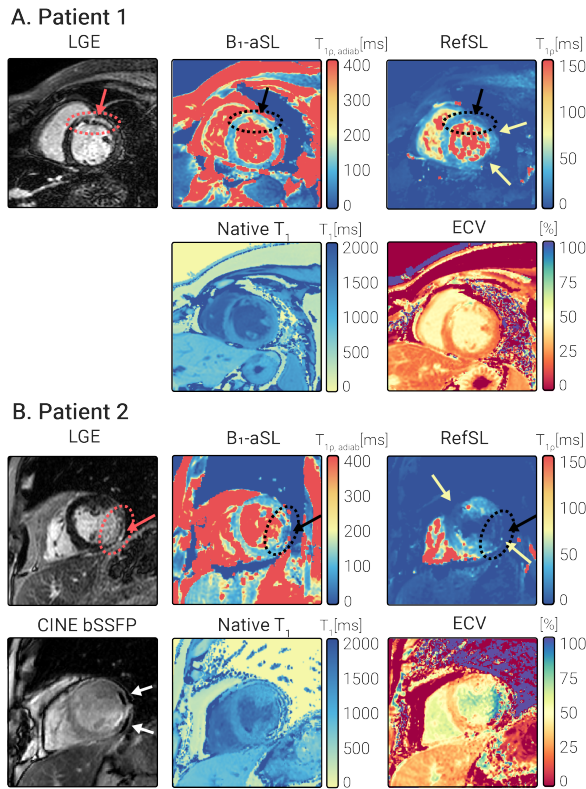 A. Patient 1
LGE
B₁-aSL
T1ρ, adiab[ms]
RefSL
T1ρ[ms]
400
300
200
100
0
150
100
50
0
Native T1
T1[ms]
ECV
[%]
2000
1500
1000
500
0
100
75
50
25
0
B. Patient 2
LGE
B₁-aSL
T1ρ, adiab[ms]
RefSL
T1ρ[ms]
400
300
200
100
0
150
100
50
0
CINE bSSFP
Native T1
T1[ms]
ECV
[%]
2000
1500
1000
500
0
100
75
50
25
0